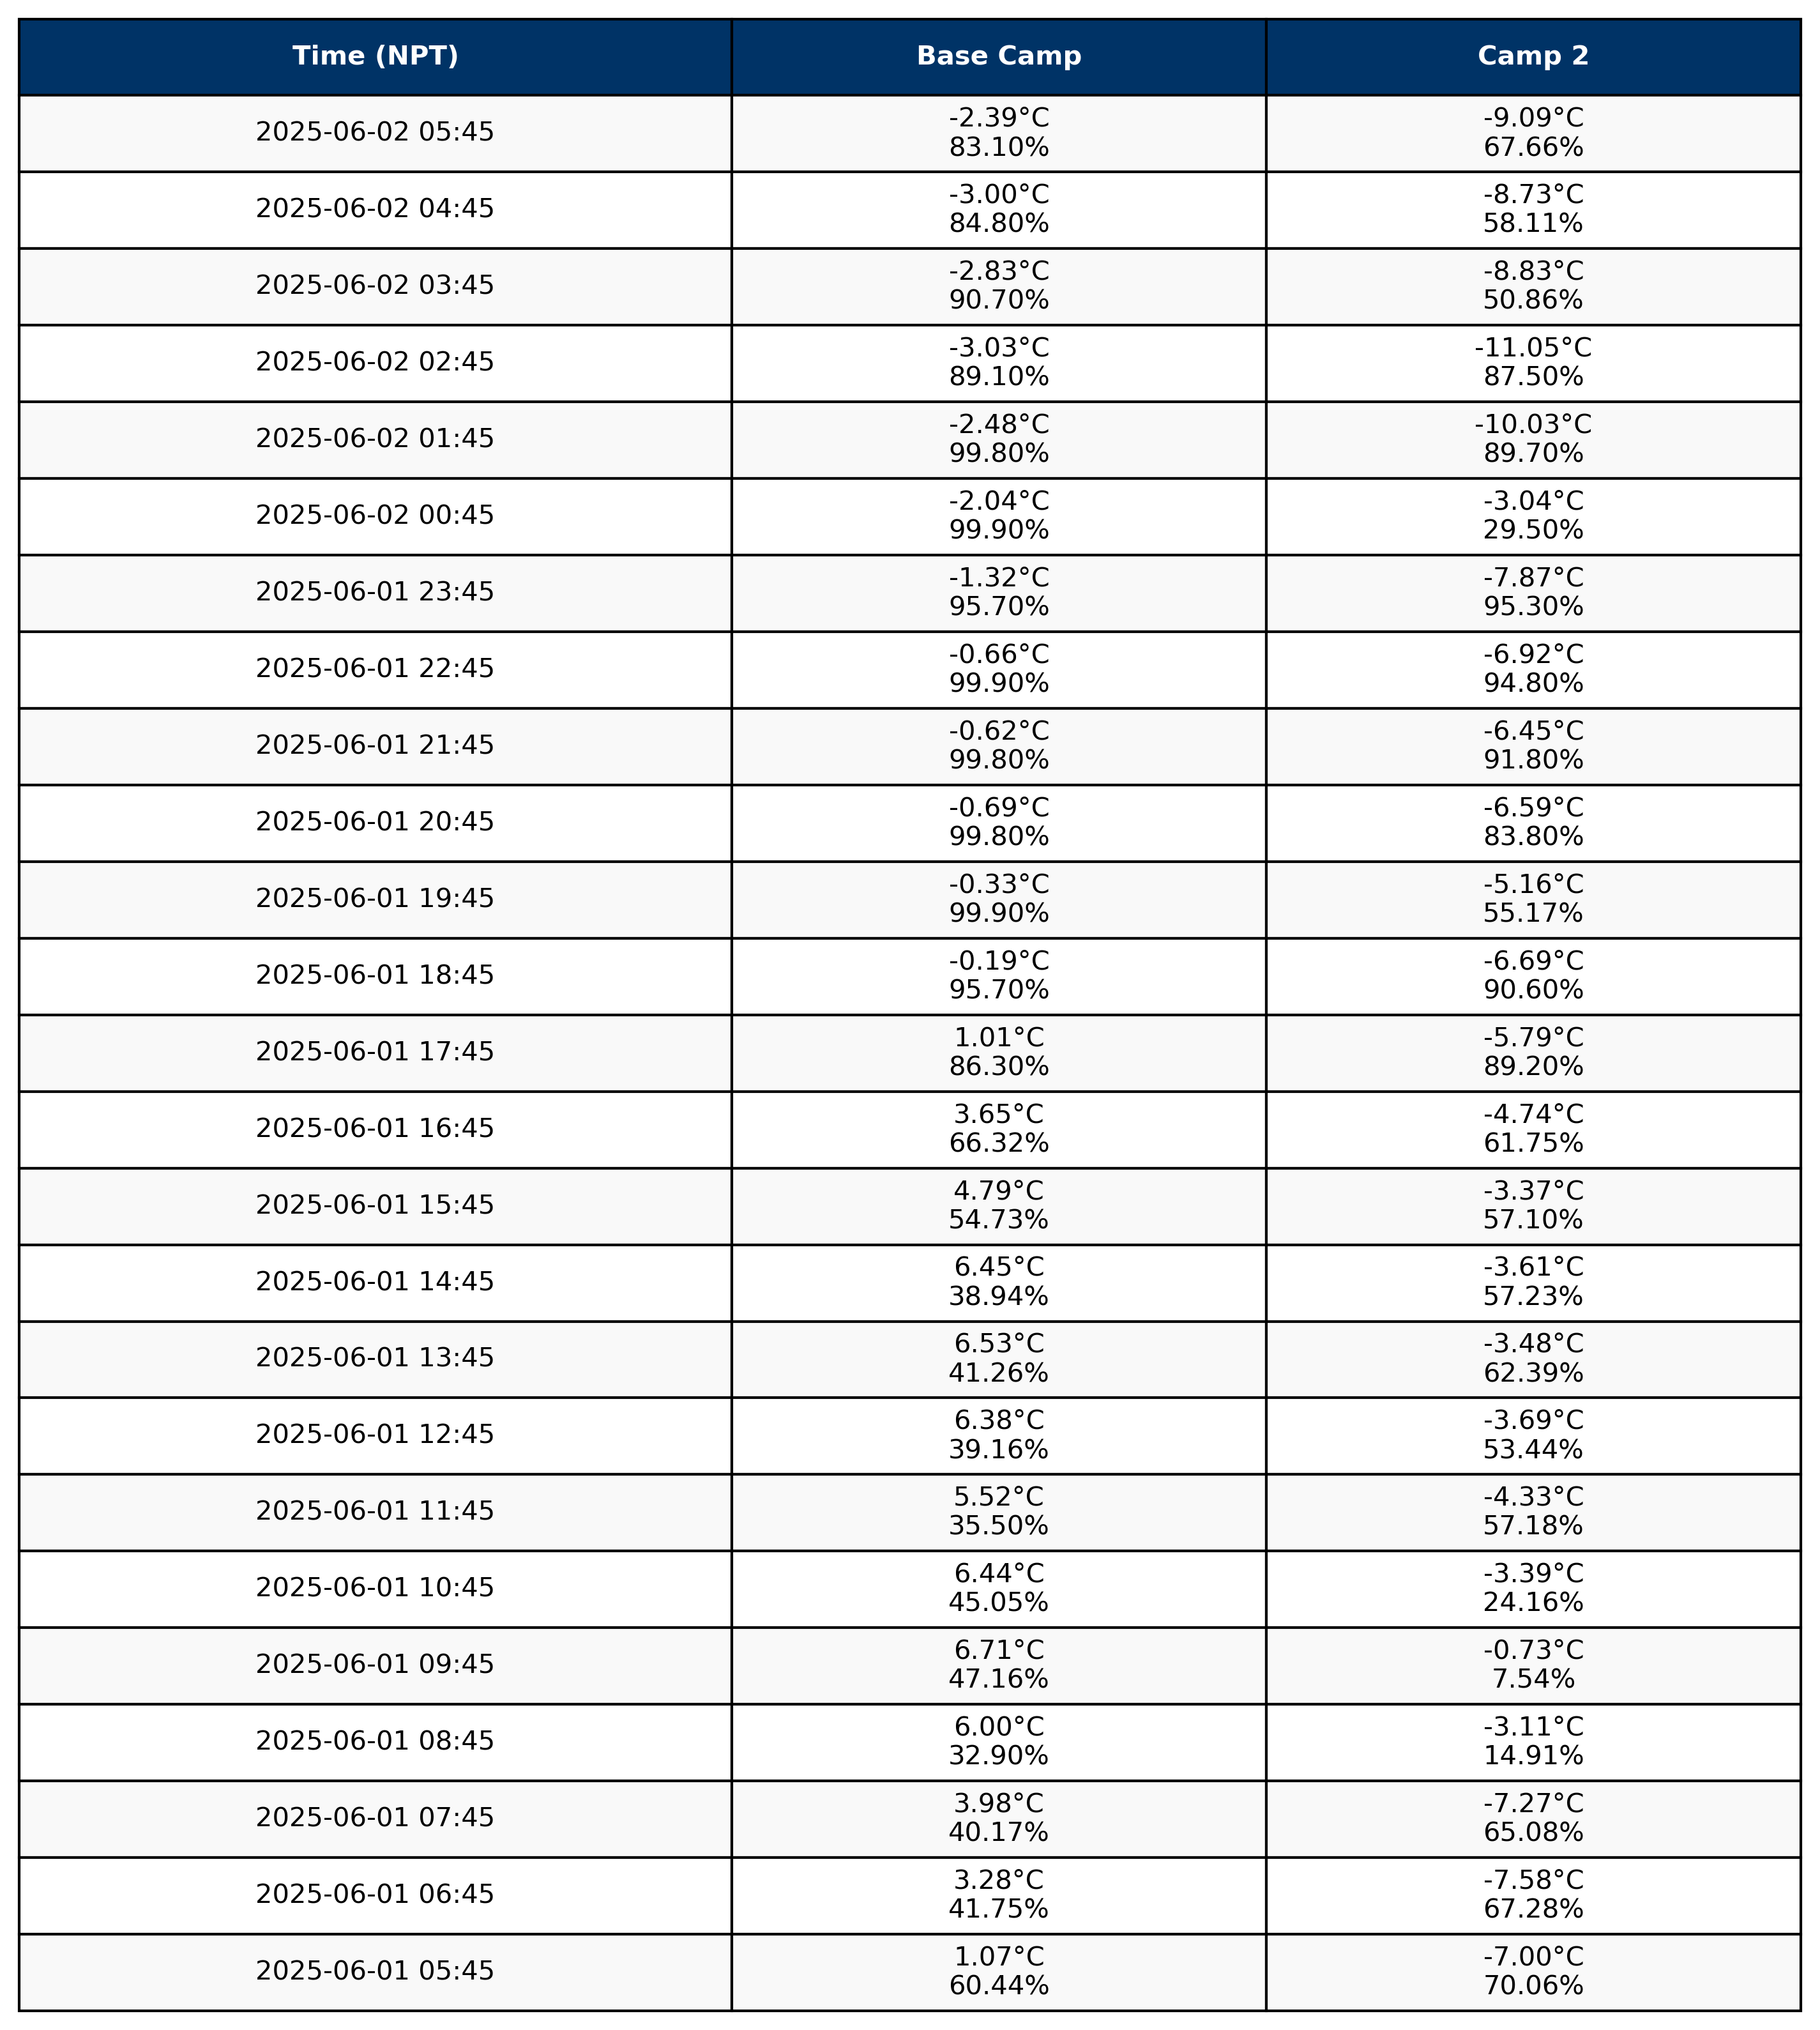 Time (NPT) Base Camp Camp 2
2025-06-02 05:45 -2.39°C -9.09°C
83.10% 67.66%
2025-06-02 04:45 -3.00°C -8.73°C
84.80% 58.11%
2025-06-02 03:45 -2.83°C -8.83°C
90.70% 50.86%
2025-06-02 02:45 -3.03°C -11.05°C
89.10% 87.50%
2025-06-02 01:45 -2.48°C -10.03°C
99.80% 89.70%
2025-06-02 00:45 -2.04°C -3.04°C
99.90% 29.50%
2025-06-01 23:45 -1.32°C -7.87°C
95.70% 95.30%
2025-06-01 22:45 -0.66°C -6.92°C
99.90% 94.80%
2025-06-01 21:45 -0.62°C -6.45°C
99.80% 91.80%
2025-06-01 20:45 -0.69°C -6.59°C
99.80% 83.80%
2025-06-01 19:45 -0.33°C -5.16°C
99.90% 55.17%
2025-06-01 18:45 -0.19°C -6.69°C
95.70% 90.60%
2025-06-01 17:45 1.01°C -5.79°C
86.30% 89.20%
2025-06-01 16:45 3.65°C -4.74°C
66.32% 61.75%
2025-06-01 15:45 4.79°C -3.37°C
54.73% 57.10%
2025-06-01 14:45 6.45°C -3.61°C
38.94% 57.23%
2025-06-01 13:45 6.53°C -3.48°C
41.26% 62.39%
2025-06-01 12:45 6.38°C -3.69°C
39.16% 53.44%
2025-06-01 11:45 5.52°C -4.33°C
35.50% 57.18%
2025-06-01 10:45 6.44°C -3.39°C
45.05% 24.16%
2025-06-01 09:45 6.71°C -0.73°C
47.16% 7.54%
2025-06-01 08:45 6.00°C -3.11°C
32.90% 14.91%
2025-06-01 07:45 3.98°C -7.27°C
40.17% 65.08%
2025-06-01 06:45 3.28°C -7.58°C
41.75% 67.28%
2025-06-01 05:45 1.07°C -7.00°C
60.44% 70.06%